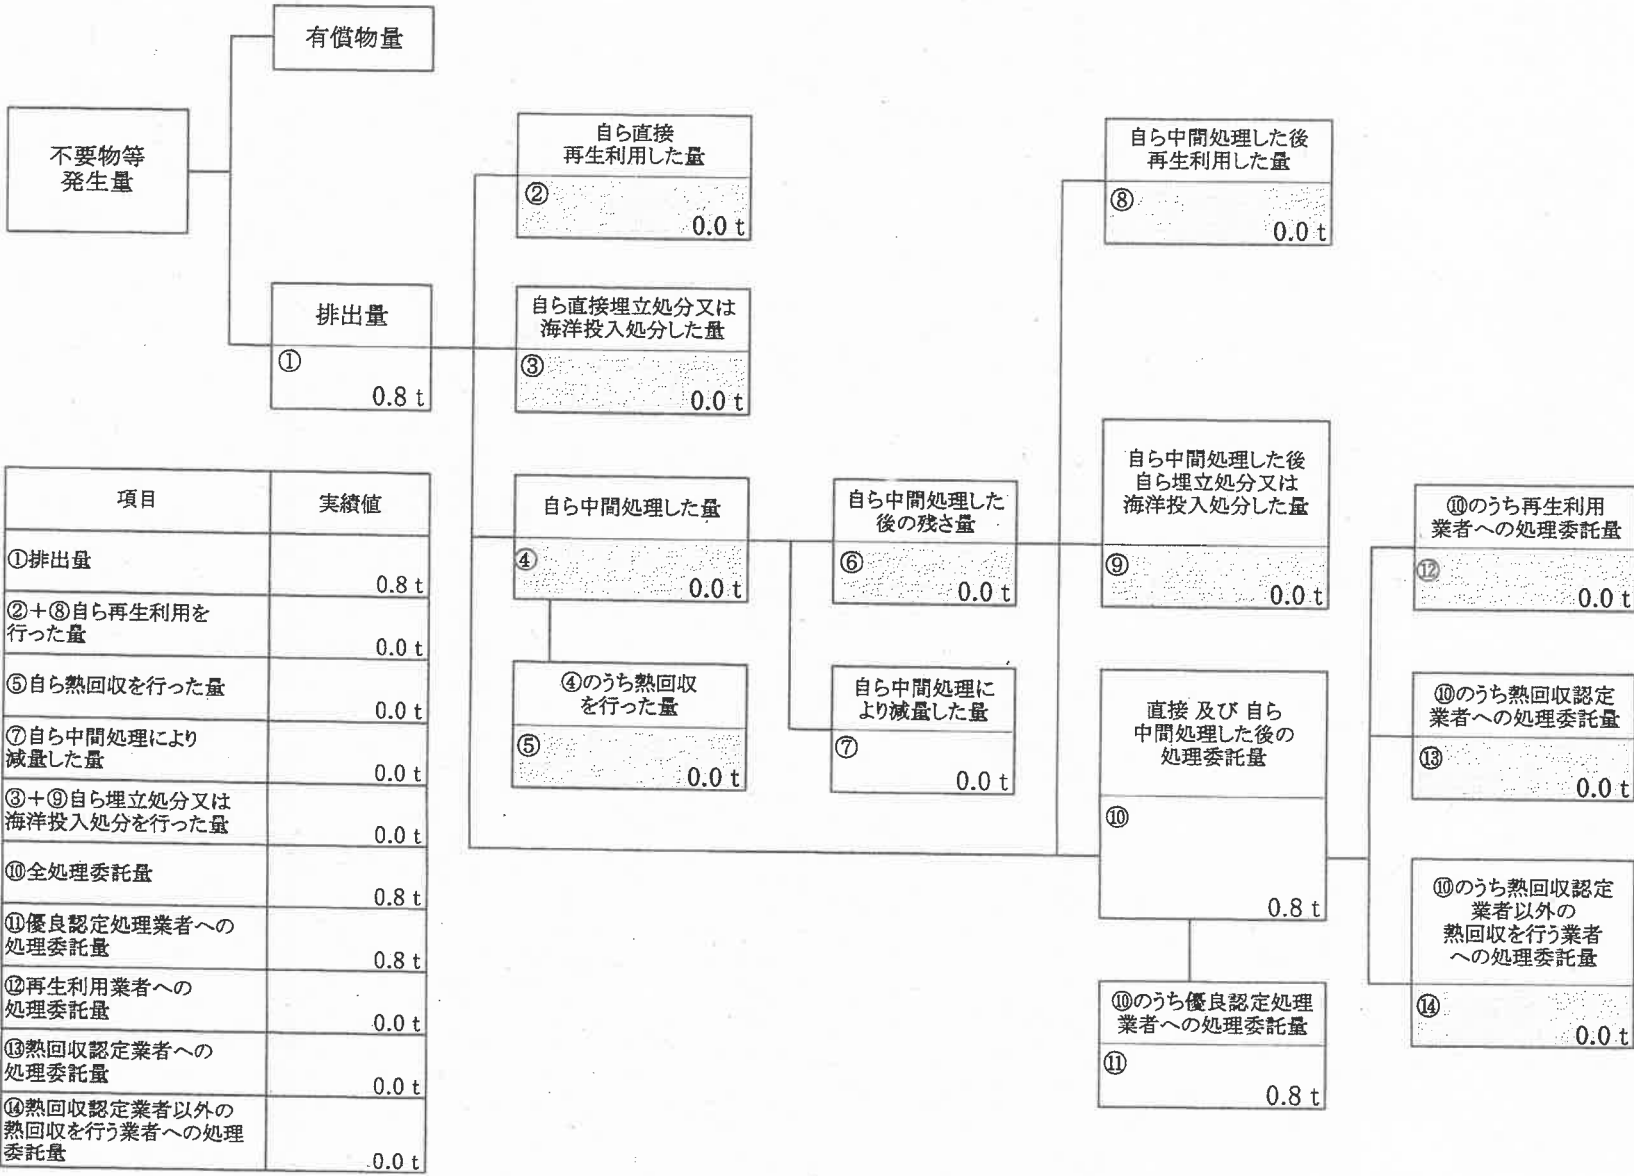 有償物量
不要物等
発生量
排出量
①
0.8 t
自ら直接
再生利用した量
②
0.0 t
自ら直接埋立処分又は
海洋投入処分した量
③
0.0 t
自ら中間処理した量
④
0.0 t
④のうち熱回収
を行った量
⑤
0.0 t
自ら中間処理した
後の残さ量
⑥
0.0 t
自ら中間処理に
より減量した量
⑦
0.0 t
自ら中間処理した後
再生利用した量
⑧
0.0 t
自ら中間処理した後
自ら埋立処分又は
海洋投入処分した量
⑨
0.0 t
直接 及び 自ら
中間処理した後の
処理委託量
⑩
0.8 t
⑩のうち優良認定処理
業者への処理委託量
⑪
0.8 t
⑩のうち再生利用
業者への処理委託量
⑫
0.0 t
⑩のうち熱回収認定
業者への処理委託量
⑬
0.0 t
⑩のうち熱回収認定
業者以外の
熱回収を行う業者
への処理委託量
⑭
0.0 t
項目 実績値
①排出量
0.8 t
②+⑧自ら再生利用を
行った量
0.0 t
⑤自ら熱回収を行った量
0.0 t
⑦自ら中間処理により
減量した量
0.0 t
③+⑨自ら埋立処分又は
海洋投入処分を行った量
0.0 t
⑩全処理委託量
0.8 t
⑪優良認定処理業者への
処理委託量
0.8 t
⑫再生利用業者への
処理委託量
0.0 t
⑬熱回収認定業者への
処理委託量
0.0 t
⑭熱回収認定業者以外の
熱回収を行う業者への処理
委託量
0.0 t